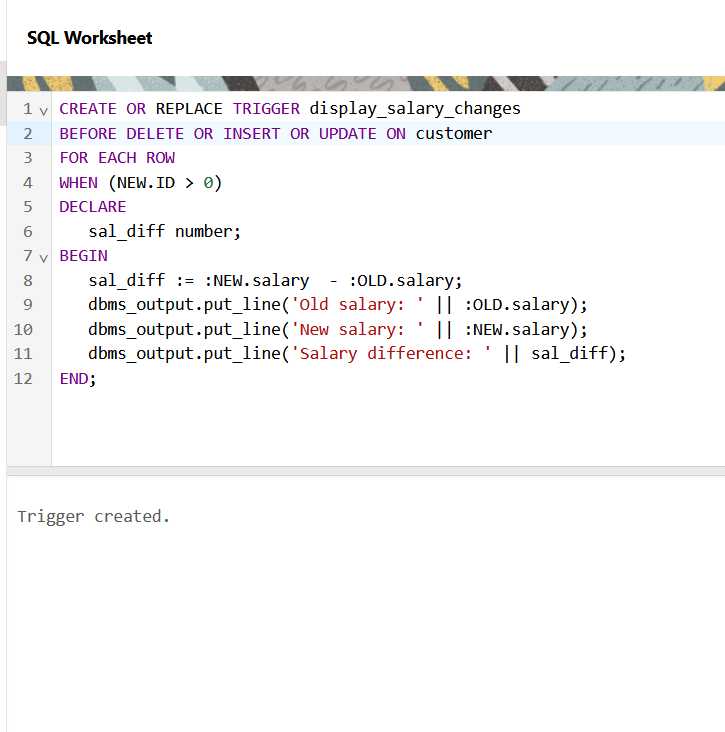 SQL Worksheet
1 CREATE OR REPLACE TRIGGER display_salary_changes
2 BEFORE DELETE OR INSERT OR UPDATE ON customer
3 FOR EACH ROW
4 WHEN (NEW.ID > 0)
5 DECLARE
6    sal_diff number;
7 BEGIN
8    sal_diff := :NEW.salary  - :OLD.salary;
9    dbms_output.put_line('Old salary: ' || :OLD.salary);
10    dbms_output.put_line('New salary: ' || :NEW.salary);
11    dbms_output.put_line('Salary difference: ' || sal_diff);
12 END;
Trigger created.